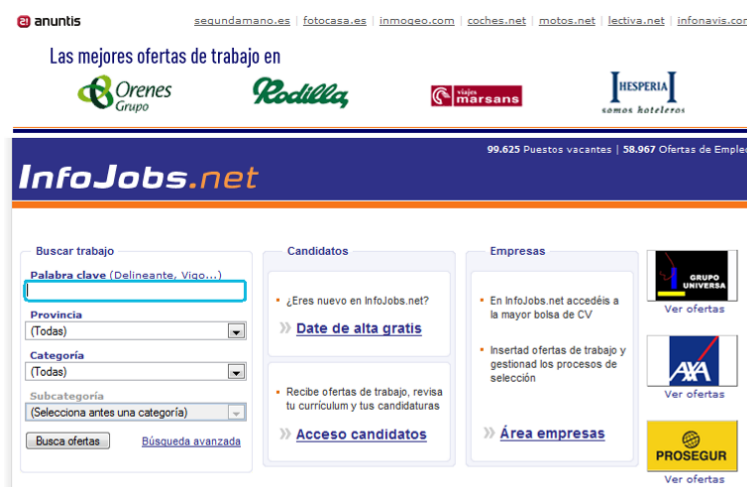 anuntis
segundamano.es | fotocasa.es | inmogeo.com | coches.net | motos.net | lectiva.net | infonavis.com
Las mejores ofertas de trabajo en
Orenes
Grupo
Rodilla
viajes
marsans
HESPERIA
somos hoteleros
99.625 Puestos vacantes | 58.967 Ofertas de Empleo
InfoJobs.net
Buscar trabajo
Palabra clave (Delineante, Vigo...)
Provincia
(Todas)
Categoría
(Todas)
Subcategoría
(Selecciona antes una categoría)
Busca ofertas
Búsqueda avanzada
Candidatos
• ¿Eres nuevo en InfoJobs.net?
» Date de alta gratis
• Recibe ofertas de trabajo, revisa
tu currículum y tus candidaturas
» Acceso candidatos
Empresas
• En InfoJobs.net accedéis a
la mayor bolsa de CV
• Insertad ofertas de trabajo y
gestionad los procesos de
selección
» Área empresas
GRUPO
UNIVERSA
Ver ofertas
AXA
Ver ofertas
PROSEGUR
Ver ofertas